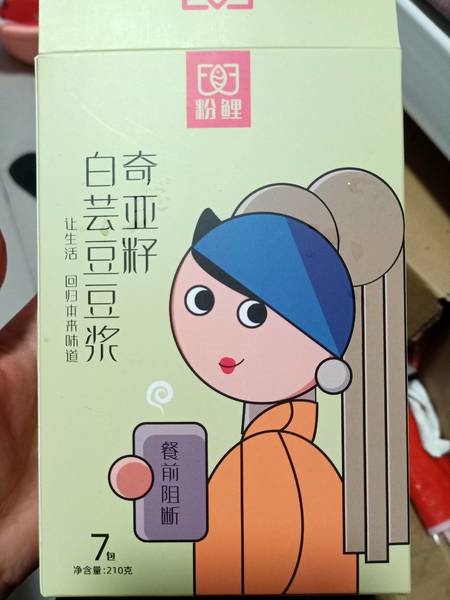 粉鲤
奇亚籽
白芸豆豆浆
让生活 回归本来味道
餐前阻断
7包
净含量:210克